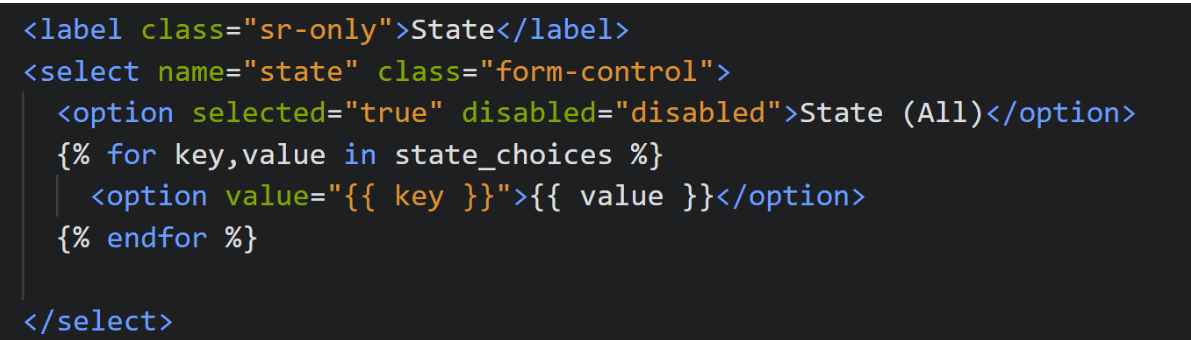 <label class="sr-only">State</label>
<select name="state" class="form-control">
<option selected="true" disabled="disabled">State (All)</option>
{% for key,value in state_choices %}
<option value="{{ key }}">{{ value }}</option>
{% endfor %}
</select>